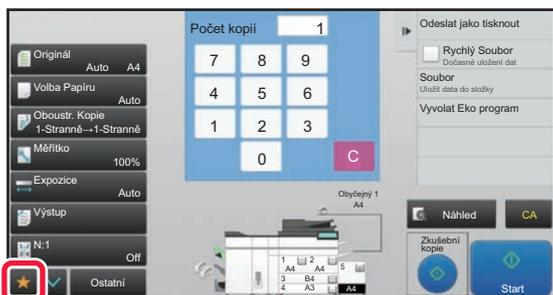 Počet kopií 1
Originál
Auto A4
Volba Papíru
Auto
Oboustr. Kopie
1-Stranně→1-Stranně
Měřítko
100%
Expozice
Auto
Výstup
N:1
Off
Ostatní
7 8 9
4 5 6
1 2 3
0 C
Obyčejný 1
A4
1 2
A4 A4
5
3 B4
4 A3
A4
Odeslat jako tisknout
Rychlý Soubor
Dočasné uložení dat
Soubor
Uložit data do složky
Vyvolat Eko program
Náhled CA
Zkušební
kopie
Start